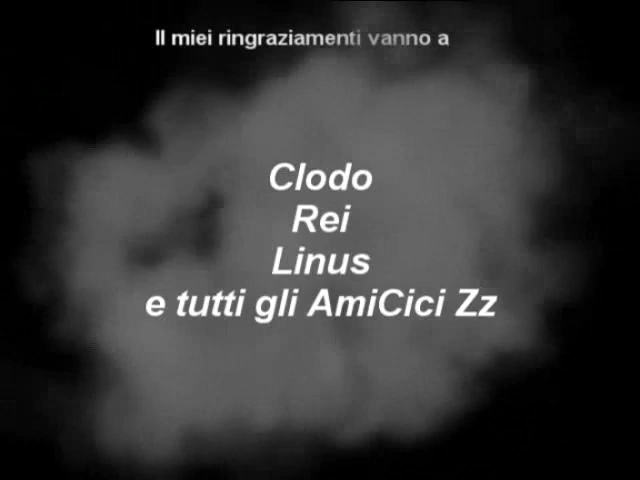 Il miei ringraziamenti vanno a
Clodo
Rei
Linus
e tutti gli AmiCici Zz